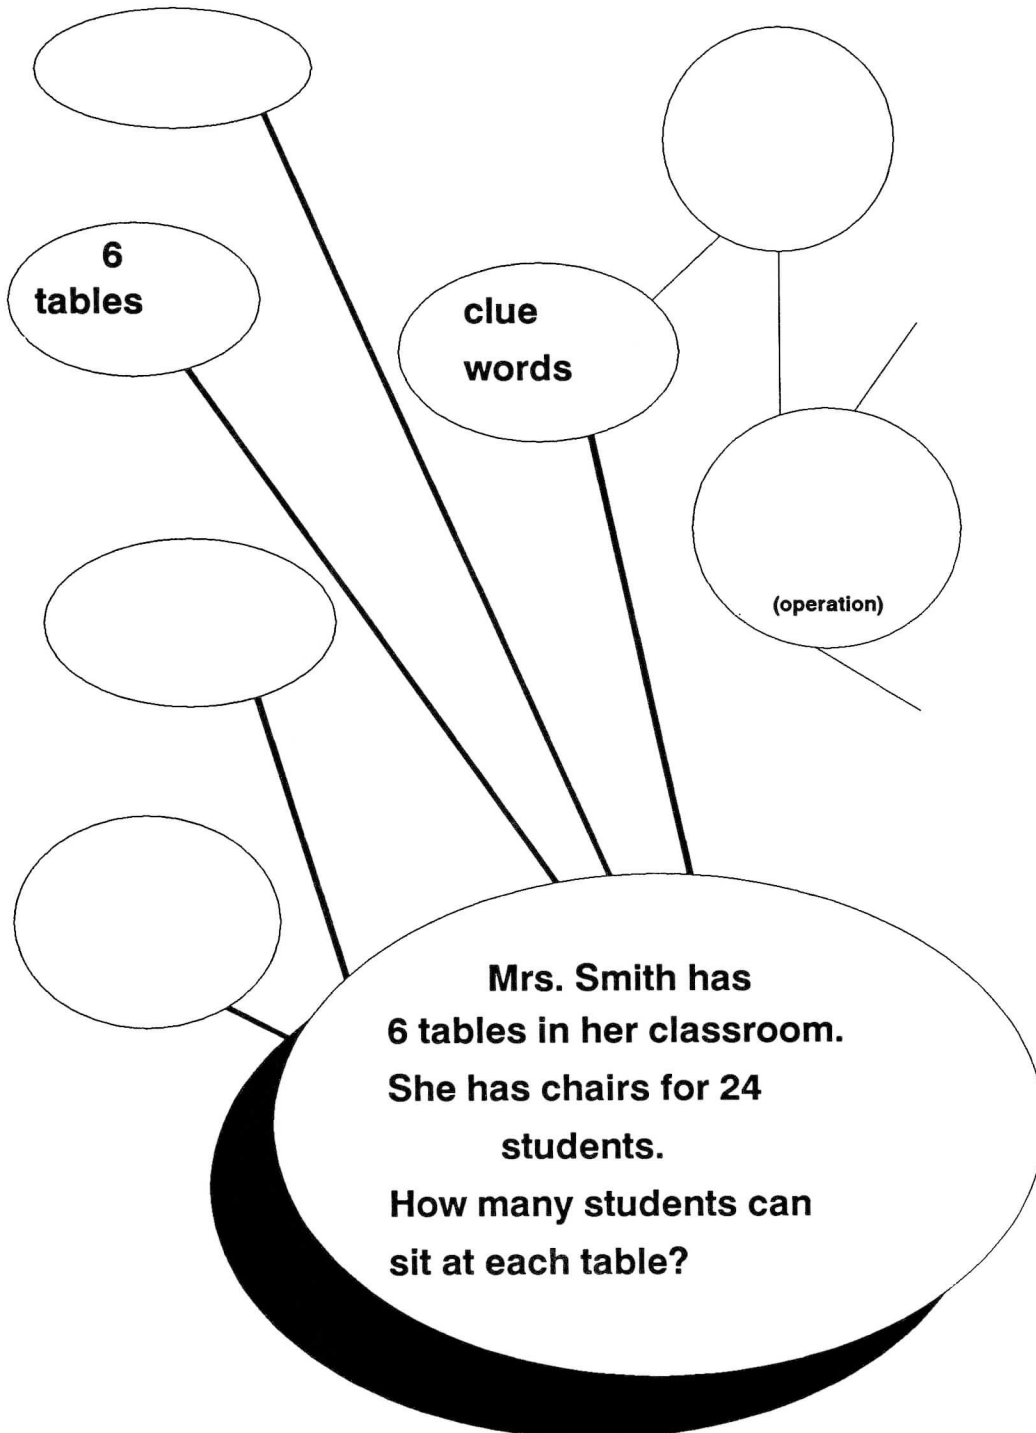 6
tables
clue
words
(operation)
Mrs. Smith has
6 tables in her classroom.
She has chairs for 24
students.
How many students can
sit at each table?